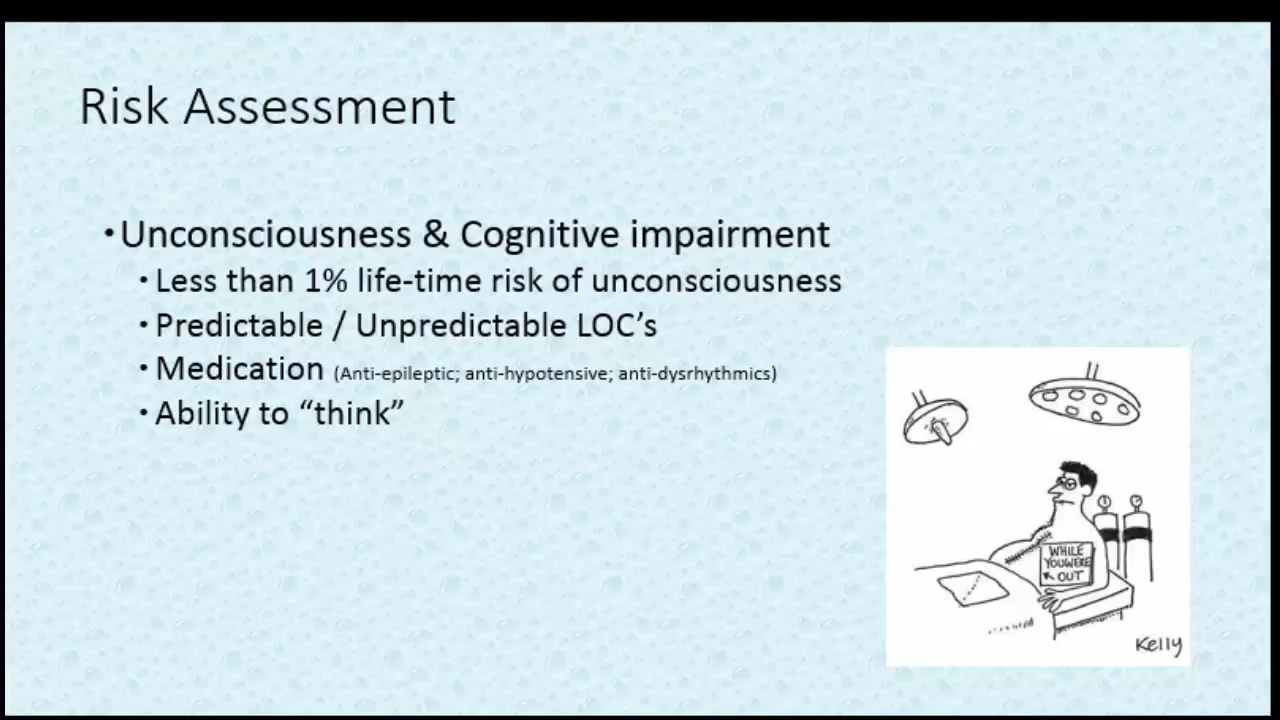 Risk Assessment
•Unconsciousness & Cognitive impairment
•Less than 1% life-time risk of unconsciousness
•Predictable / Unpredictable LOC’s
•Medication (Anti-epileptic; anti-hypotensive; anti-dysrhythmics)
•Ability to “think”
WHILE
YOU WERE
OUT
Kelly